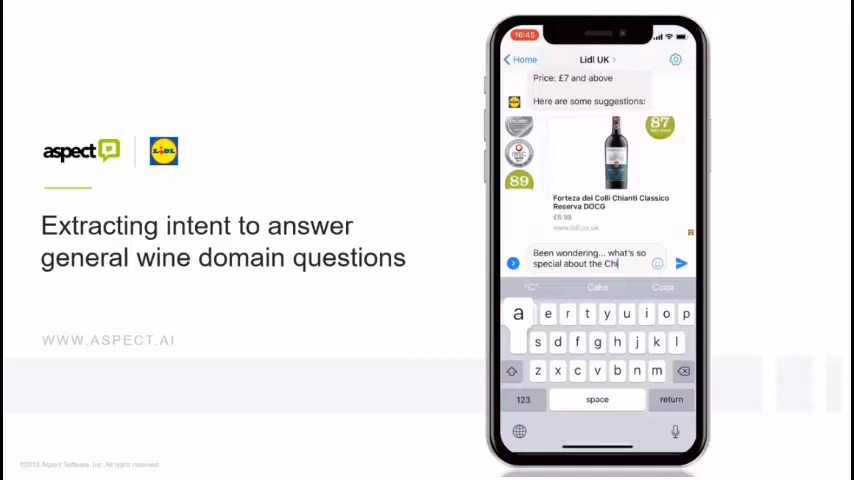 aspect
LIDL
Extracting intent to answer
general wine domain questions
WWW.ASPECT.AI
©2018 Aspect Software, Inc. All rights reserved.
16:45
Home
Lidl UK >
Price: £7 and above
Here are some suggestions:
87
89
Forteza dei Colli Chianti Classico
Reserva DOCG
£6.99
www.lidl.co.uk
Been wondering... what's so
special about the Chi
"C" Cake Color
a e r t y u i o p
s d f g h j k l
z x c v b n m
123 space return